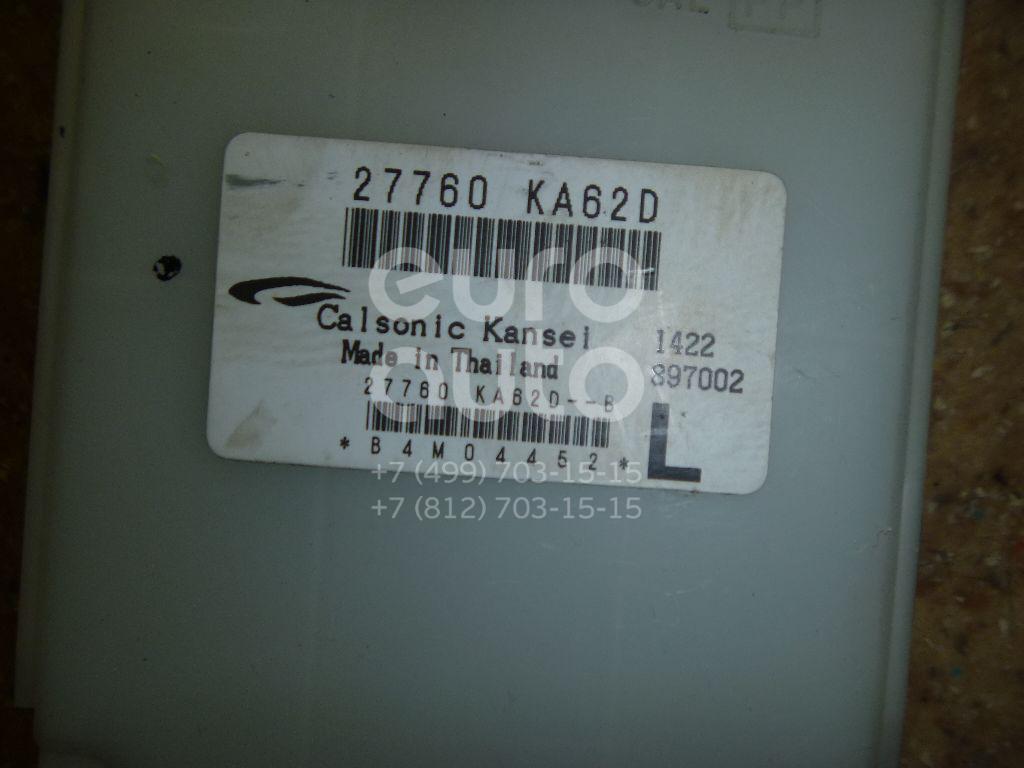 27760 KA62D
euro
auto
Calsonic Kansei 1422
Made in Thailand 897002
27760 KA62D--B
L
*B4M04452*
+7 (499) 703-15-15
+7 (812) 703-15-15